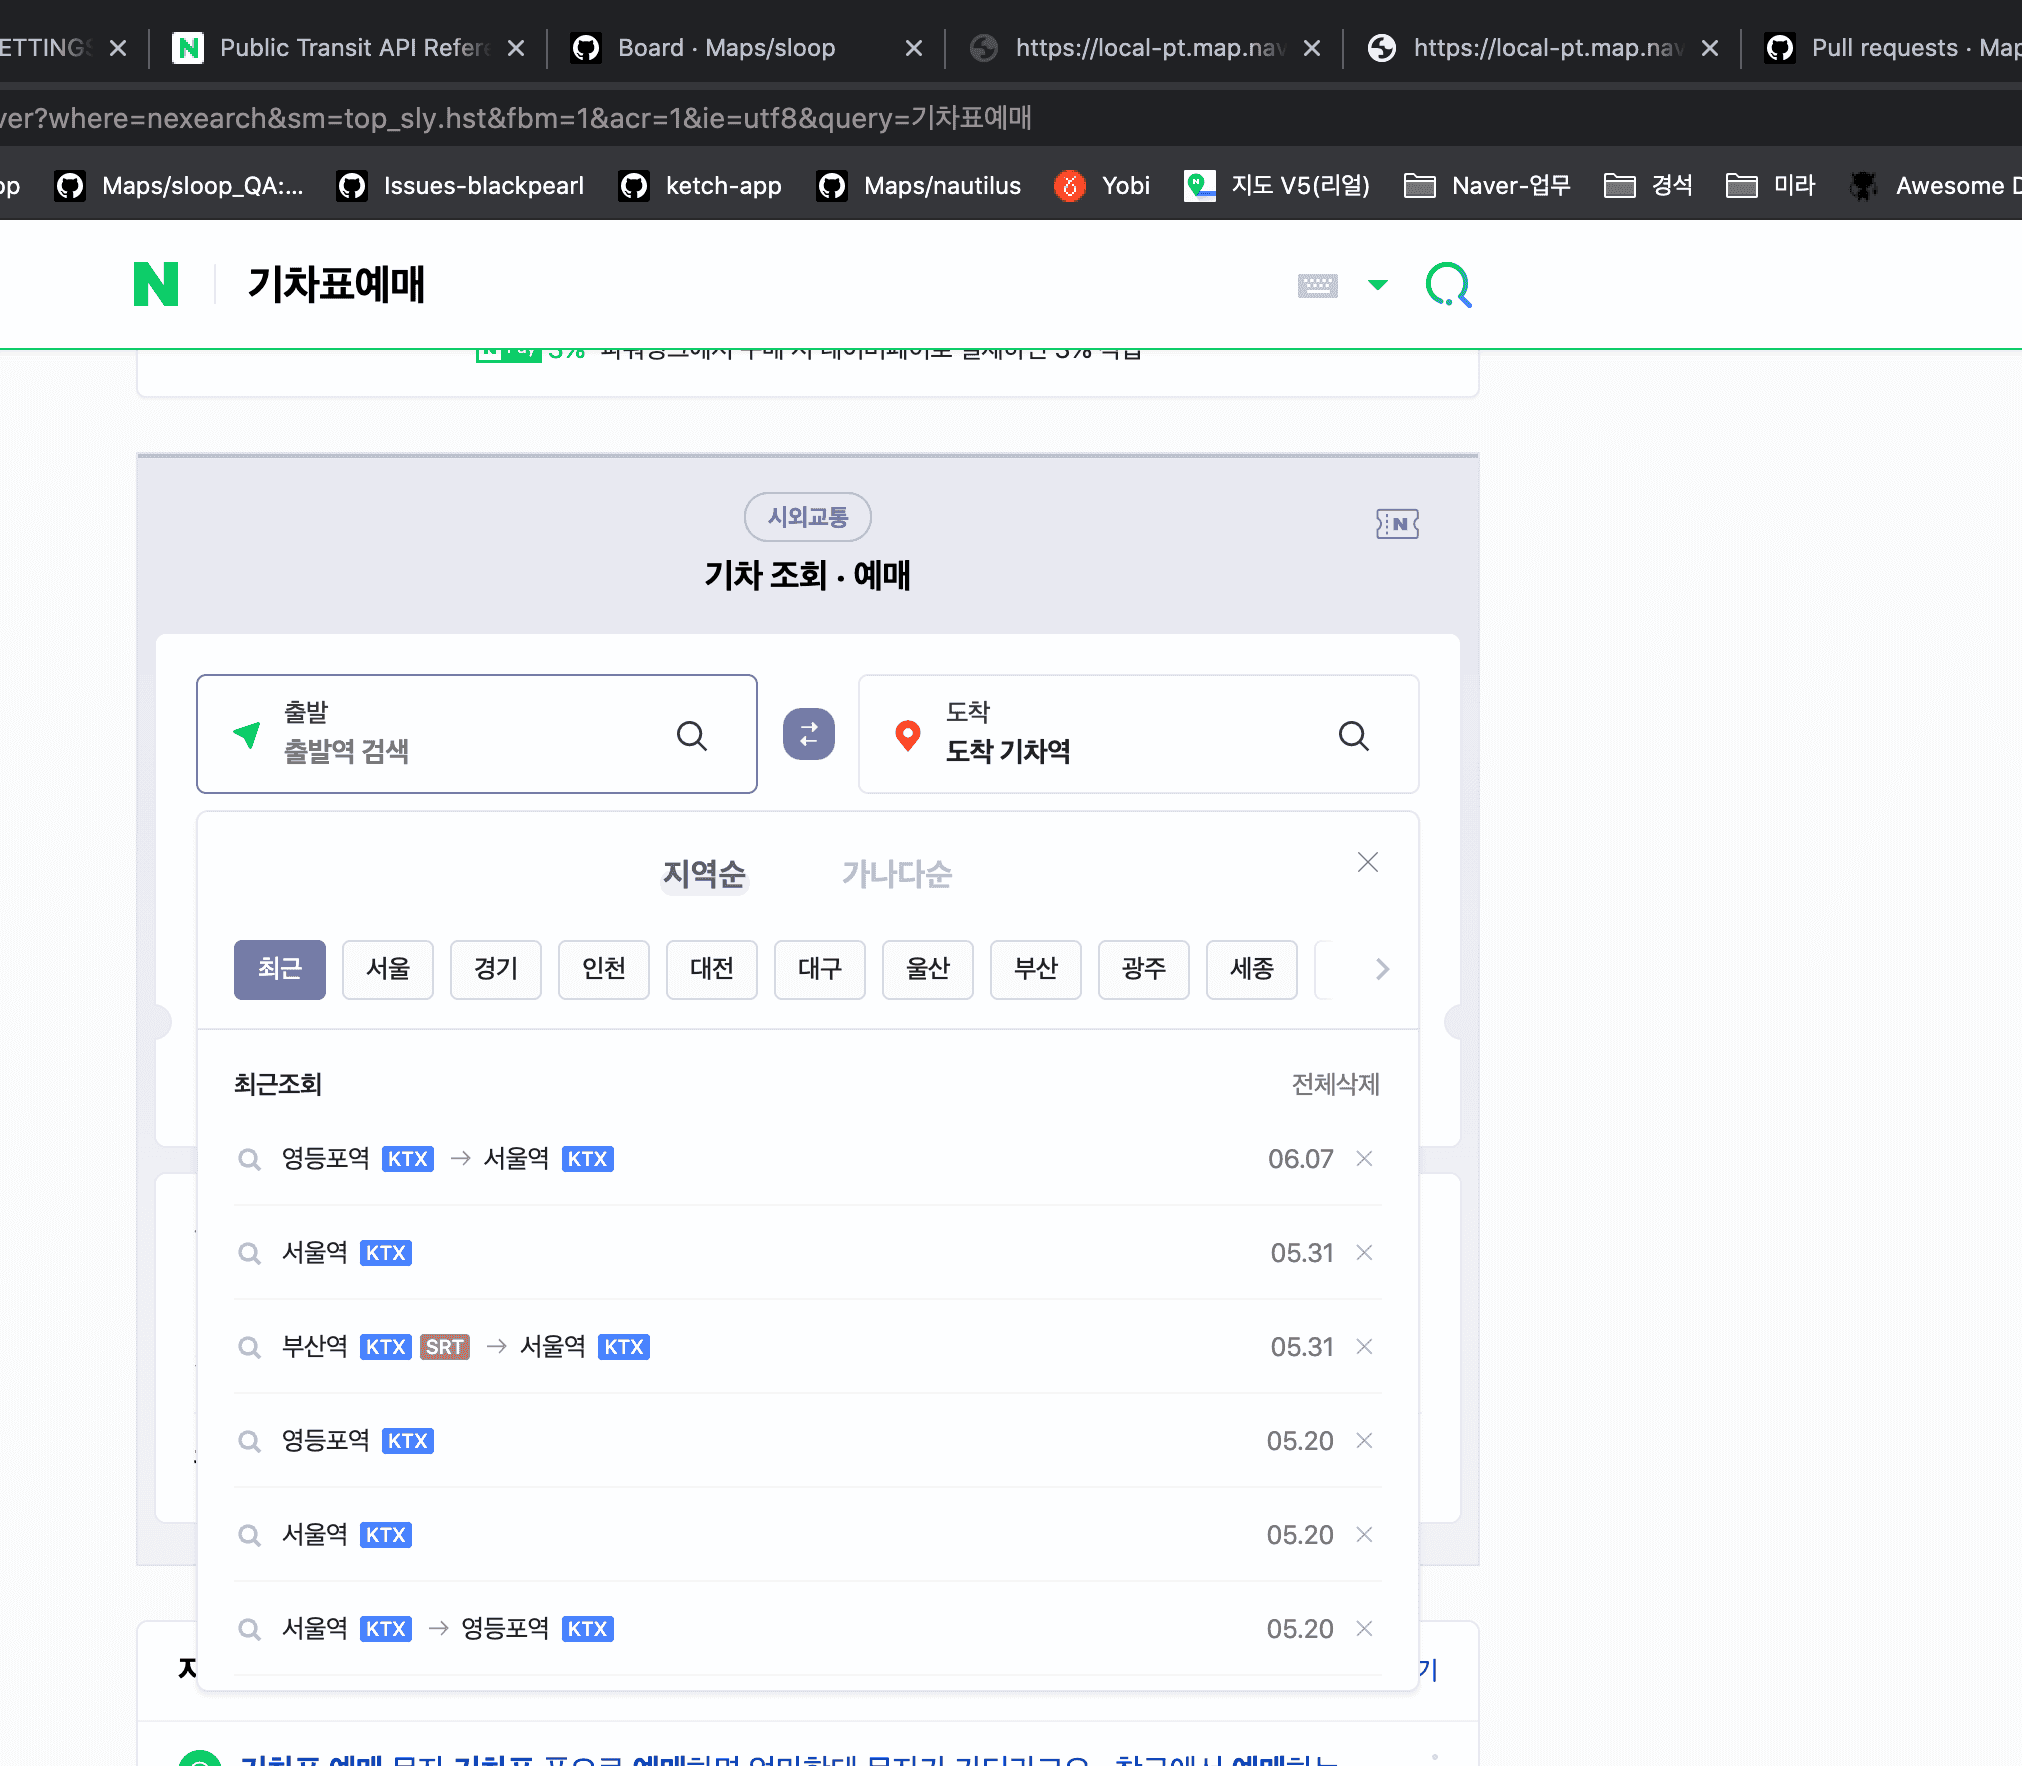 ETTINGS
Public Transit API Refere
Board · Maps/sloop
https://local-pt.map.nav
https://local-pt.map.nav
Pull requests · Map
ver?where=nexearch&sm=top_sly.hst&fbm=1&acr=1&ie=utf8&query=기차표예매
op
Maps/sloop_QA:...
Issues-blackpearl
ketch-app
Maps/nautilus
Yobi
지도 V5(리얼)
Naver-업무
경석
미라
Awesome D
기차표예매
시외교통
N
기차 조회 · 예매
출발
출발역 검색
도착
도착 기차역
지역순
가나다순
최근
서울
경기
인천
대전
대구
울산
부산
광주
세종
최근조회
전체삭제
영등포역 KTX → 서울역 KTX 06.07
서울역 KTX 05.31
부산역 KTX SRT → 서울역 KTX 05.31
영등포역 KTX 05.20
서울역 KTX 05.20
서울역 KTX → 영등포역 KTX 05.20
기